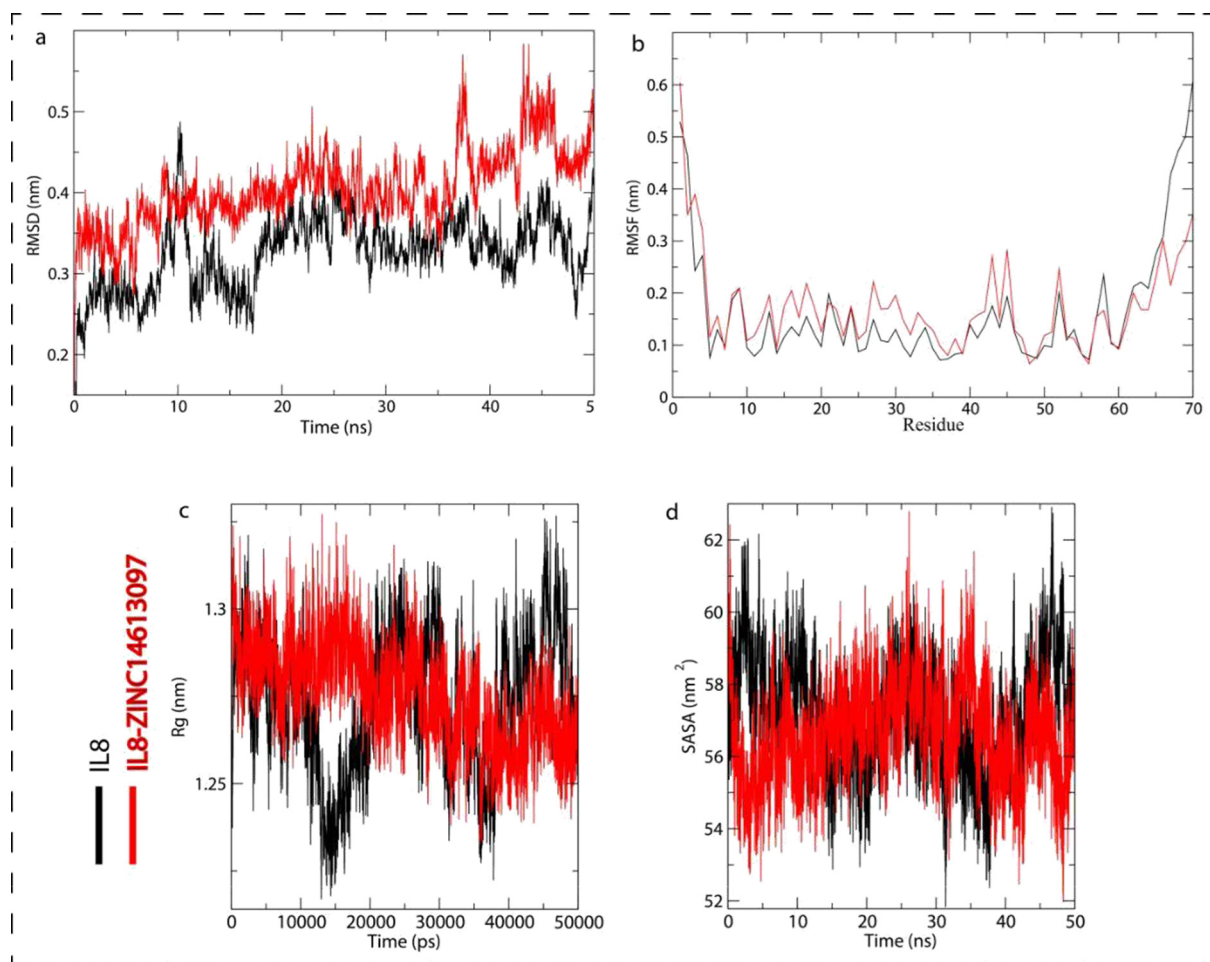 a
RMSD (nm)
0.5
0.4
0.3
0.2
0 10 20 30 40 5
Time (ns)
b
RMSF (nm)
0.6
0.5
0.4
0.3
0.2
0.1
0
0 10 20 30 40 50 60 70
Residue
IL8
IL8-ZINC14613097
c
Rg (nm)
1.3
1.25
0 10000 20000 30000 40000 50000
Time (ps)
d
SASA (nm²)
62
60
58
56
54
52
0 10 20 30 40 50
Time (ns)